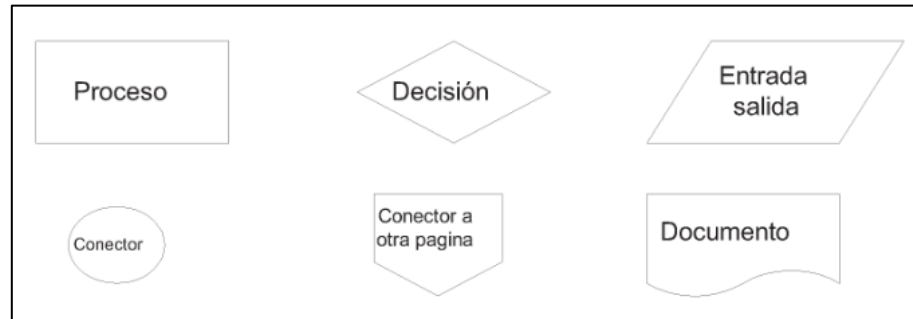 Proceso
Decisión
Entrada
salida
Conector
Conector a
otra pagina
Documento